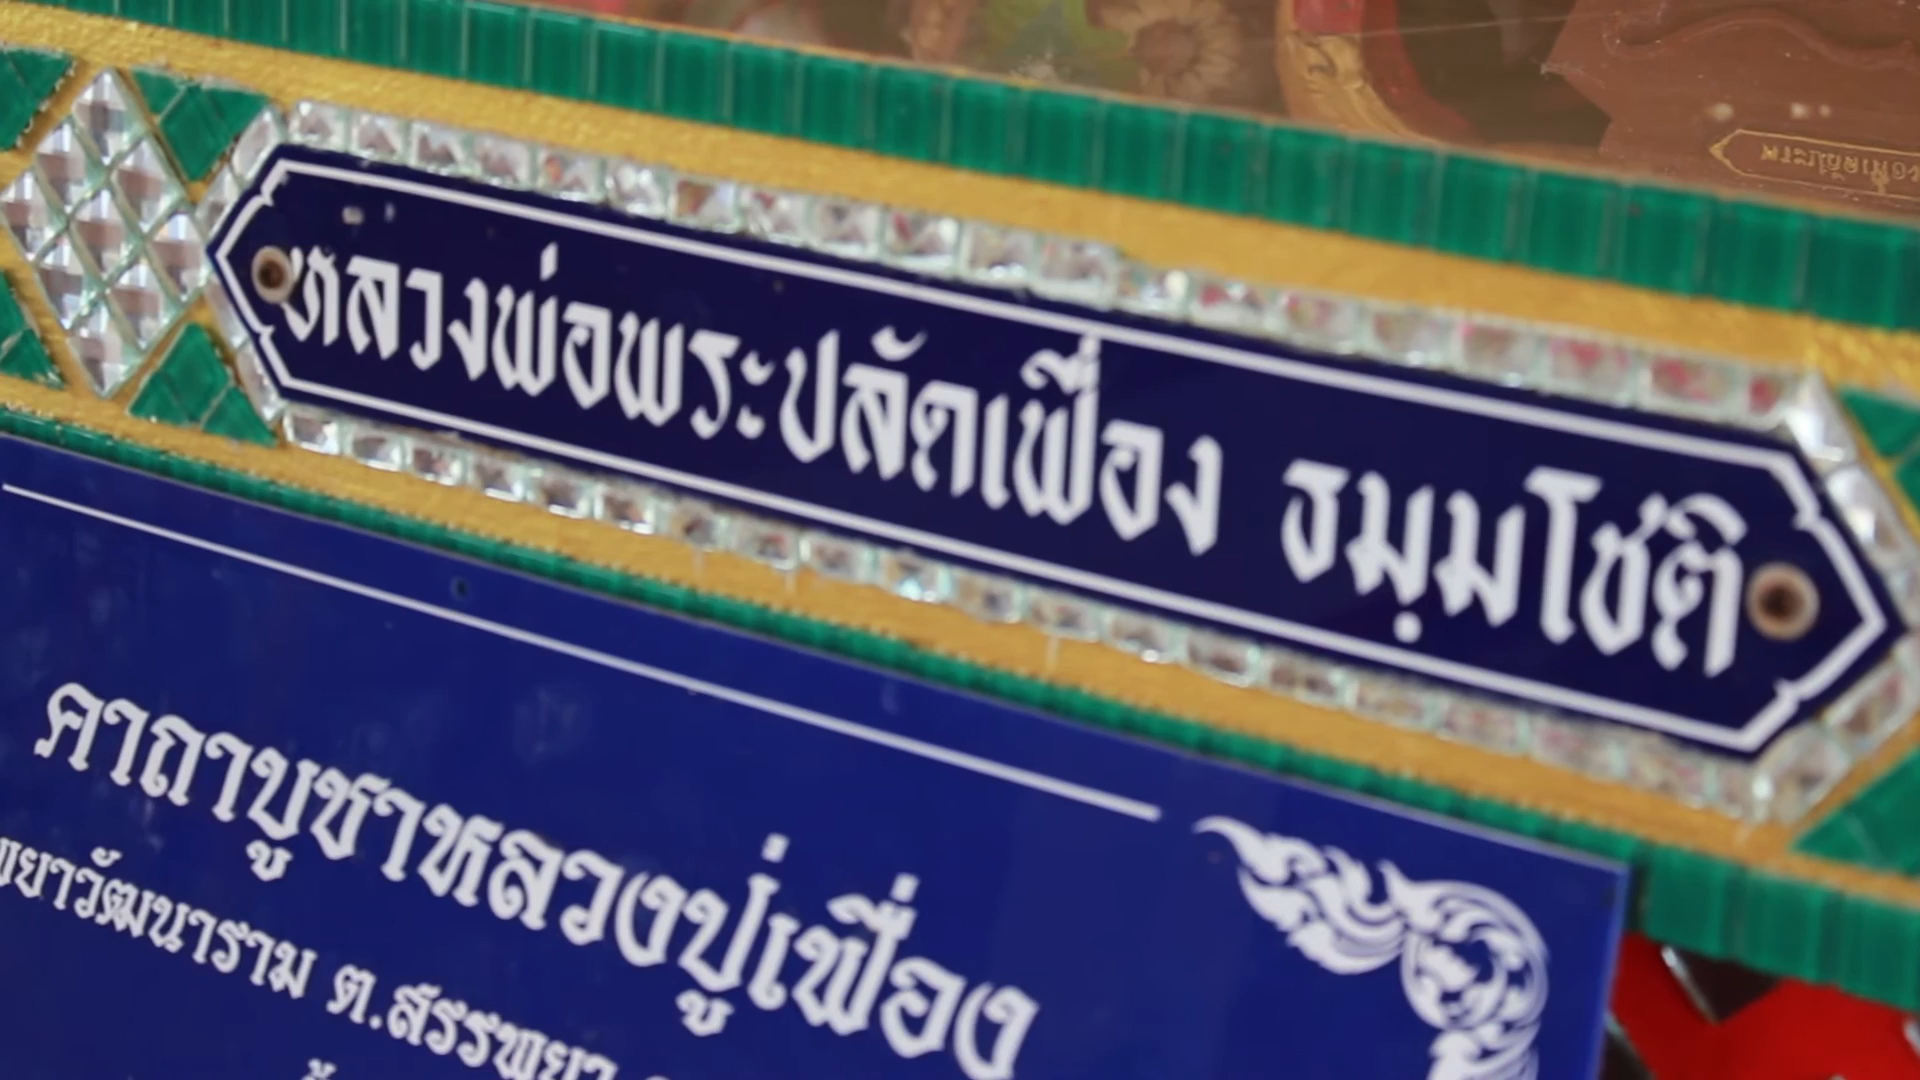 หลวงพ่อพระปลัดเฟื่อง ธมฺมโชติ
คาถาบูชาหลวงปู่เฟื่อง
พยาวัฒนาราม ต.สรรพยา